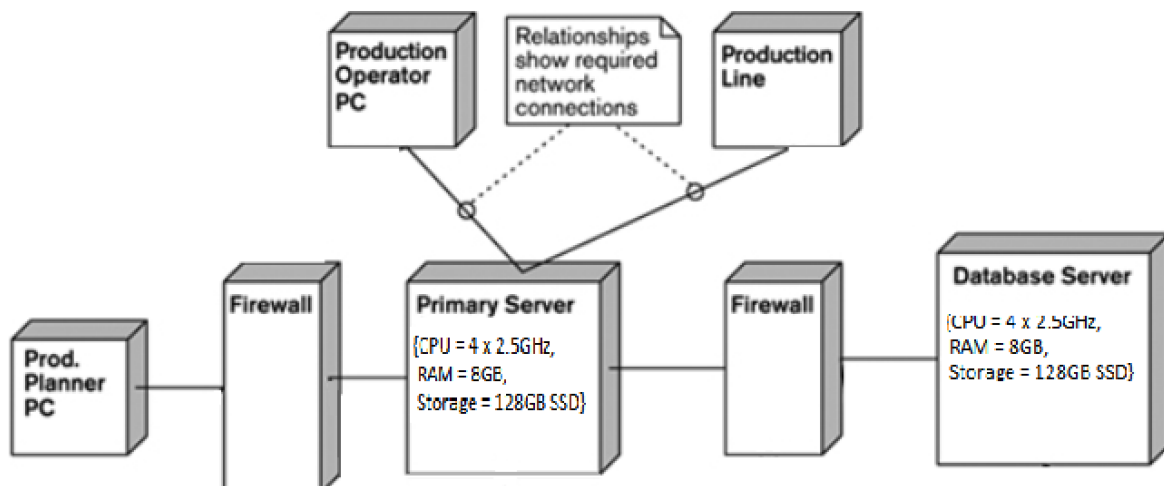 Production
Operator
PC
Relationships
show required
network
connections
Production
Line
Prod.
Planner
PC
Firewall
Primary Server
{CPU = 4 x 2.5GHz,
RAM = 8GB,
Storage = 128GB SSD}
Firewall
Database Server
{CPU = 4 x 2.5GHz,
RAM = 8GB,
Storage = 128GB SSD}